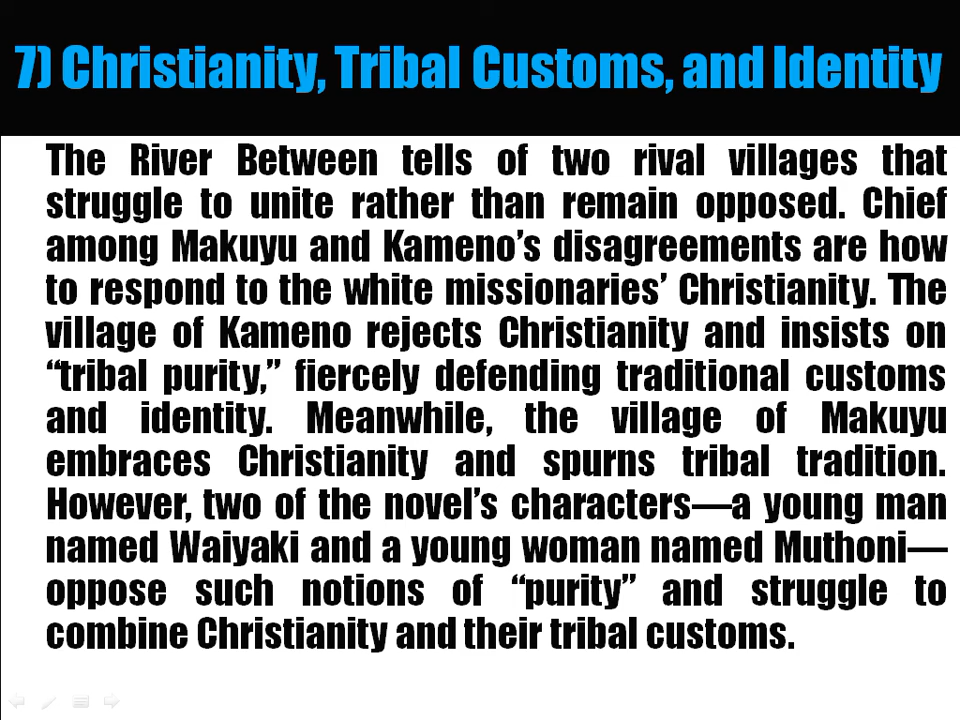 7) Christianity, Tribal Customs, and Identity
The River Between tells of two rival villages that
struggle to unite rather than remain opposed. Chief
among Makuyu and Kameno’s disagreements are how
to respond to the white missionaries’ Christianity. The
village of Kameno rejects Christianity and insists on
“tribal purity,” fiercely defending traditional customs
and identity. Meanwhile, the village of Makuyu
embraces Christianity and spurns tribal tradition.
However, two of the novel’s characters—a young man
named Waiyaki and a young woman named Muthoni—
oppose such notions of “purity” and struggle to
combine Christianity and their tribal customs.